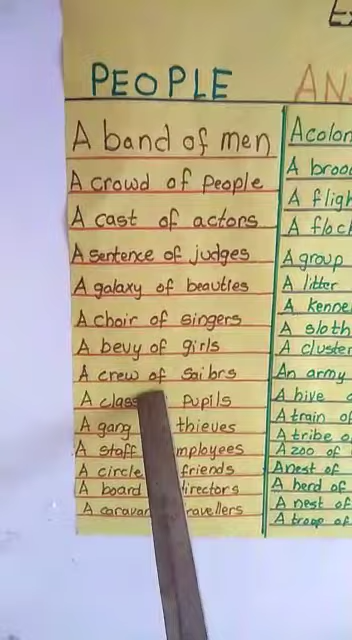 PEOPLE
A band of men
A crowd of people
A cast of actors
A sentence of judges
A galaxy of beauties
A choir of singers
A bevy of girls
A crew of sailors
A class pupils
A gang thieves
A staff mployees
A circle friends
A board directors
A caravan ravellers
AN
A colon
A brood
A fligh
A flock
A group
A litter
A kenne
A sloth
A cluster
An army
A hive
A train of
A tribe o
A zoo of
A nest of
A herd of
A nest of
A troop of